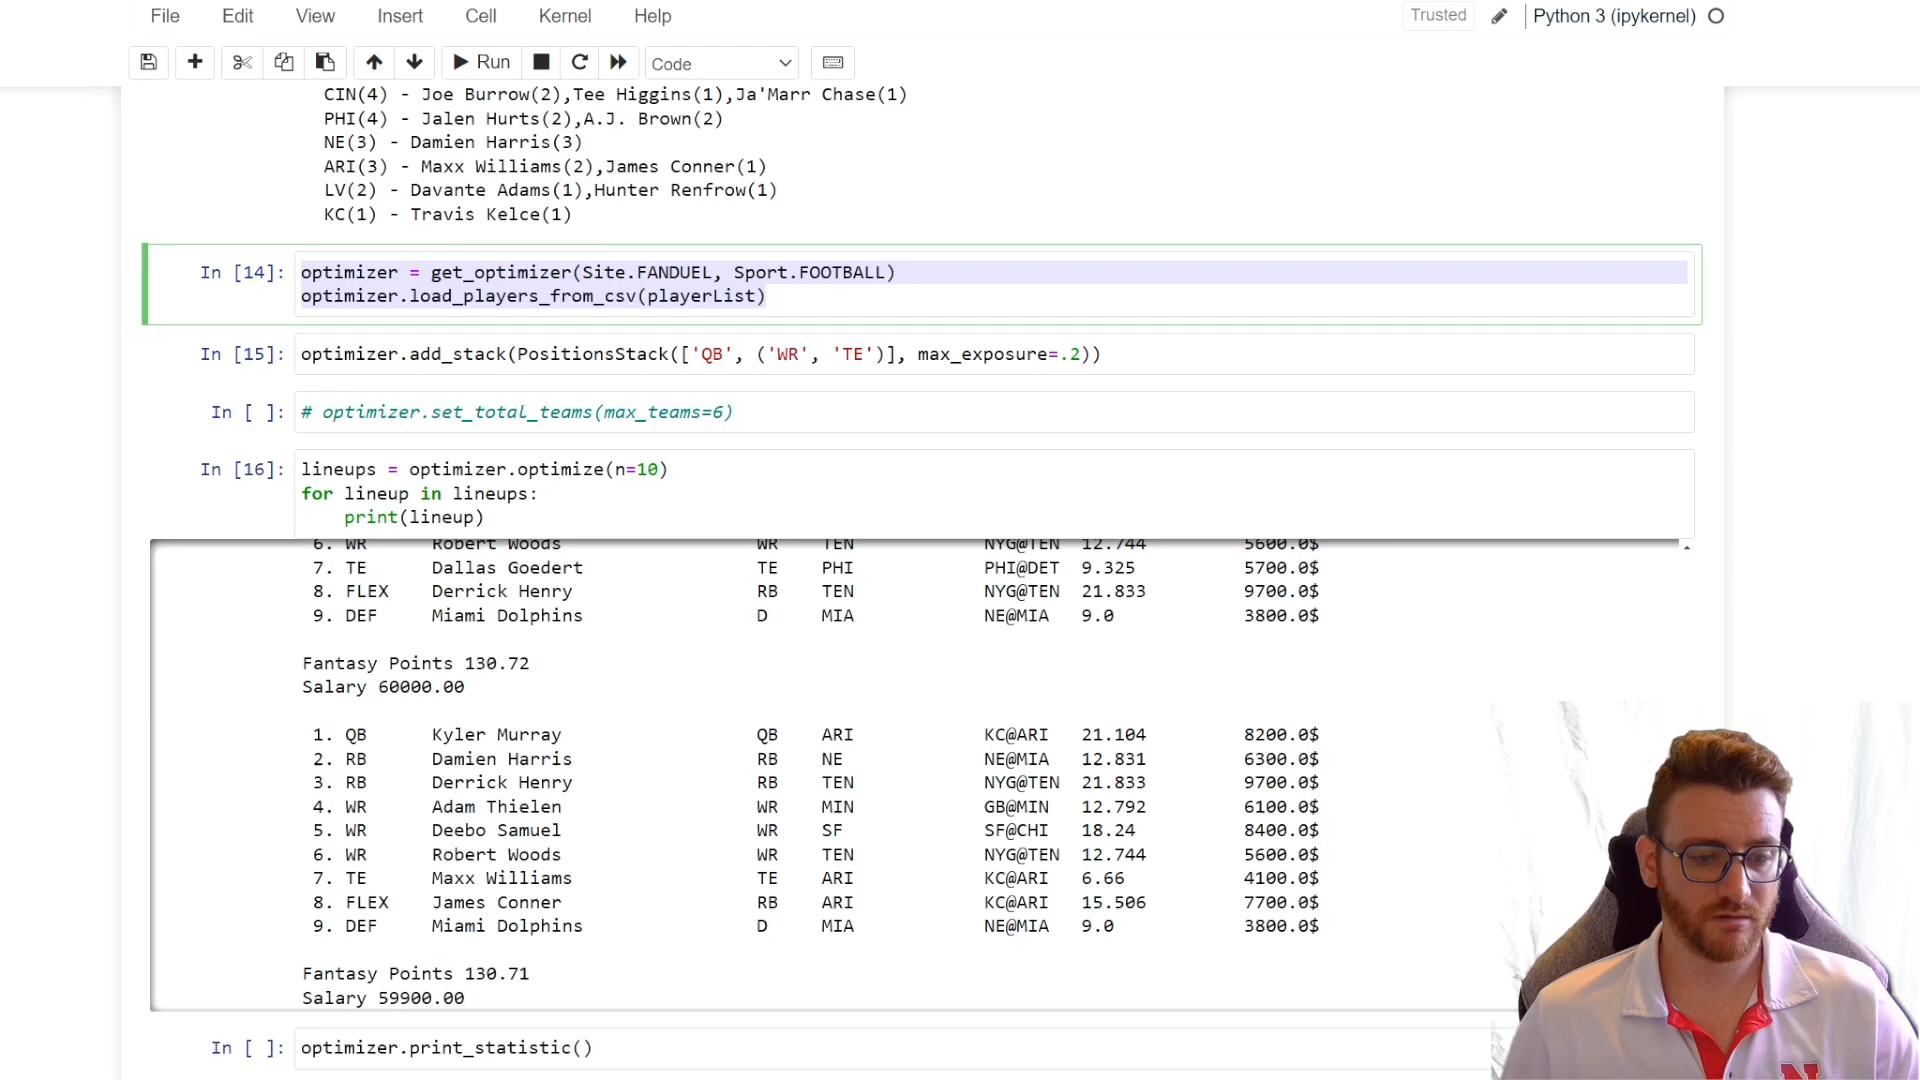 File Edit View Insert Cell Kernel Help Trusted Python 3 (ipykernel)
Run Code
CIN(4) - Joe Burrow(2),Tee Higgins(1),Ja'Marr Chase(1)
PHI(4) - Jalen Hurts(2),A.J. Brown(2)
NE(3) - Damien Harris(3)
ARI(3) - Maxx Williams(2),James Conner(1)
LV(2) - Davante Adams(1),Hunter Renfrow(1)
KC(1) - Travis Kelce(1)
In [14]: optimizer = get_optimizer(Site.FANDUEL, Sport.FOOTBALL)
optimizer.load_players_from_csv(playerList)
In [15]: optimizer.add_stack(PositionsStack(['QB', ('WR', 'TE')], max_exposure=.2))
In [ ]: # optimizer.set_total_teams(max_teams=6)
In [16]: lineups = optimizer.optimize(n=10)
for lineup in lineups:
print(lineup)
6. WR Robert Woods WR TEN NYG@TEN 12.744 5600.0$
7. TE Dallas Goedert TE PHI PHI@DET 9.325 5700.0$
8. FLEX Derrick Henry RB TEN NYG@TEN 21.833 9700.0$
9. DEF Miami Dolphins D MIA NE@MIA 9.0 3800.0$
Fantasy Points 130.72
Salary 60000.00
1. QB Kyler Murray QB ARI KC@ARI 21.104 8200.0$
2. RB Damien Harris RB NE NE@MIA 12.831 6300.0$
3. RB Derrick Henry RB TEN NYG@TEN 21.833 9700.0$
4. WR Adam Thielen WR MIN GB@MIN 12.792 6100.0$
5. WR Deebo Samuel WR SF SF@CHI 18.24 8400.0$
6. WR Robert Woods WR TEN NYG@TEN 12.744 5600.0$
7. TE Maxx Williams TE ARI KC@ARI 6.66 4100.0$
8. FLEX James Conner RB ARI KC@ARI 15.506 7700.0$
9. DEF Miami Dolphins D MIA NE@MIA 9.0 3800.0$
Fantasy Points 130.71
Salary 59900.00
In [ ]: optimizer.print_statistic()
N